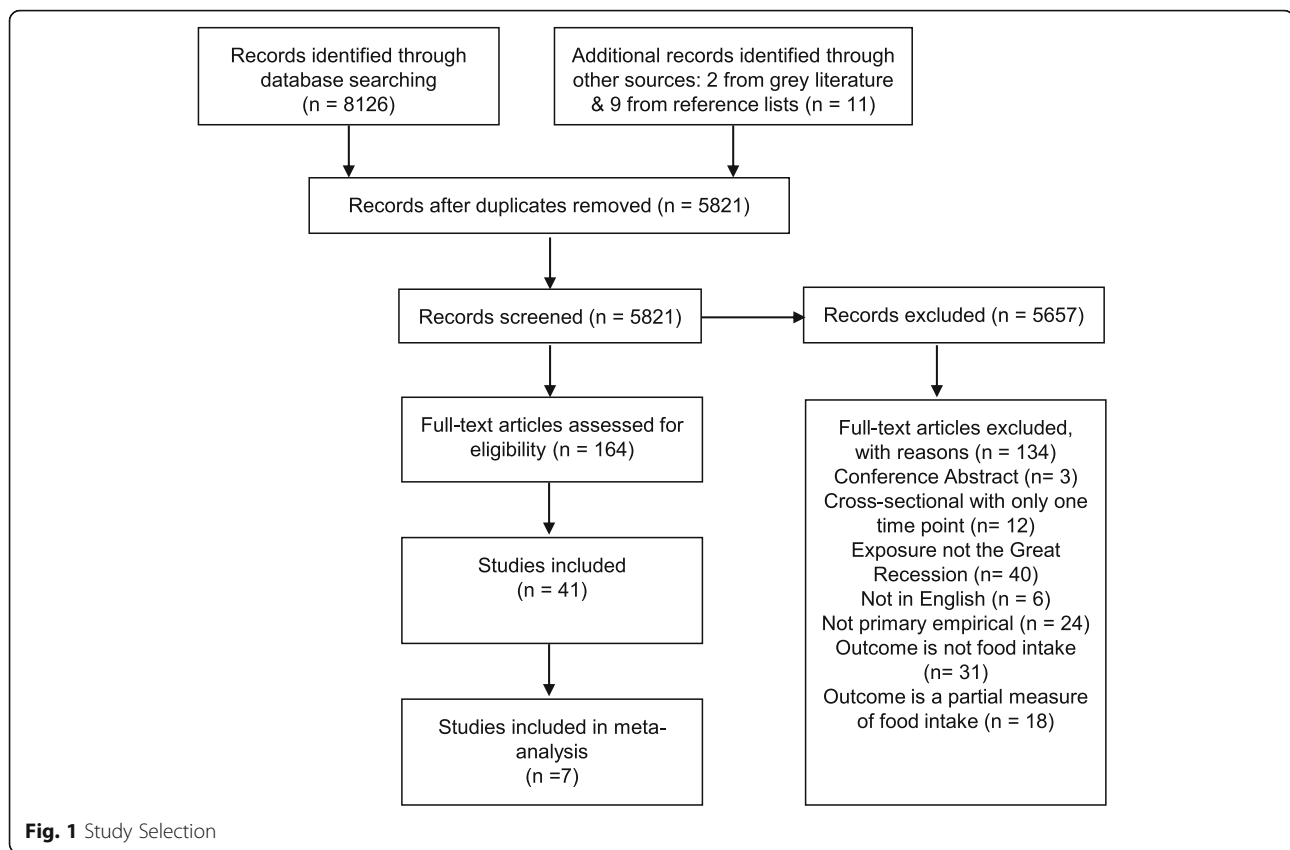 Records identified through
database searching
(n = 8126)
Additional records identified through
other sources: 2 from grey literature
& 9 from reference lists (n = 11)
Records after duplicates removed (n = 5821)
Records screened (n = 5821)
Records excluded (n = 5657)
Full-text articles assessed for
eligibility (n = 164)
Full-text articles excluded,
with reasons (n = 134)
Conference Abstract (n= 3)
Cross-sectional with only one
time point (n= 12)
Exposure not the Great
Recession (n= 40)
Not in English (n = 6)
Not primary empirical (n = 24)
Outcome is not food intake
(n= 31)
Outcome is a partial measure
of food intake (n = 18)
Studies included
(n = 41)
Studies included in meta-
analysis
(n =7)
Fig. 1 Study Selection